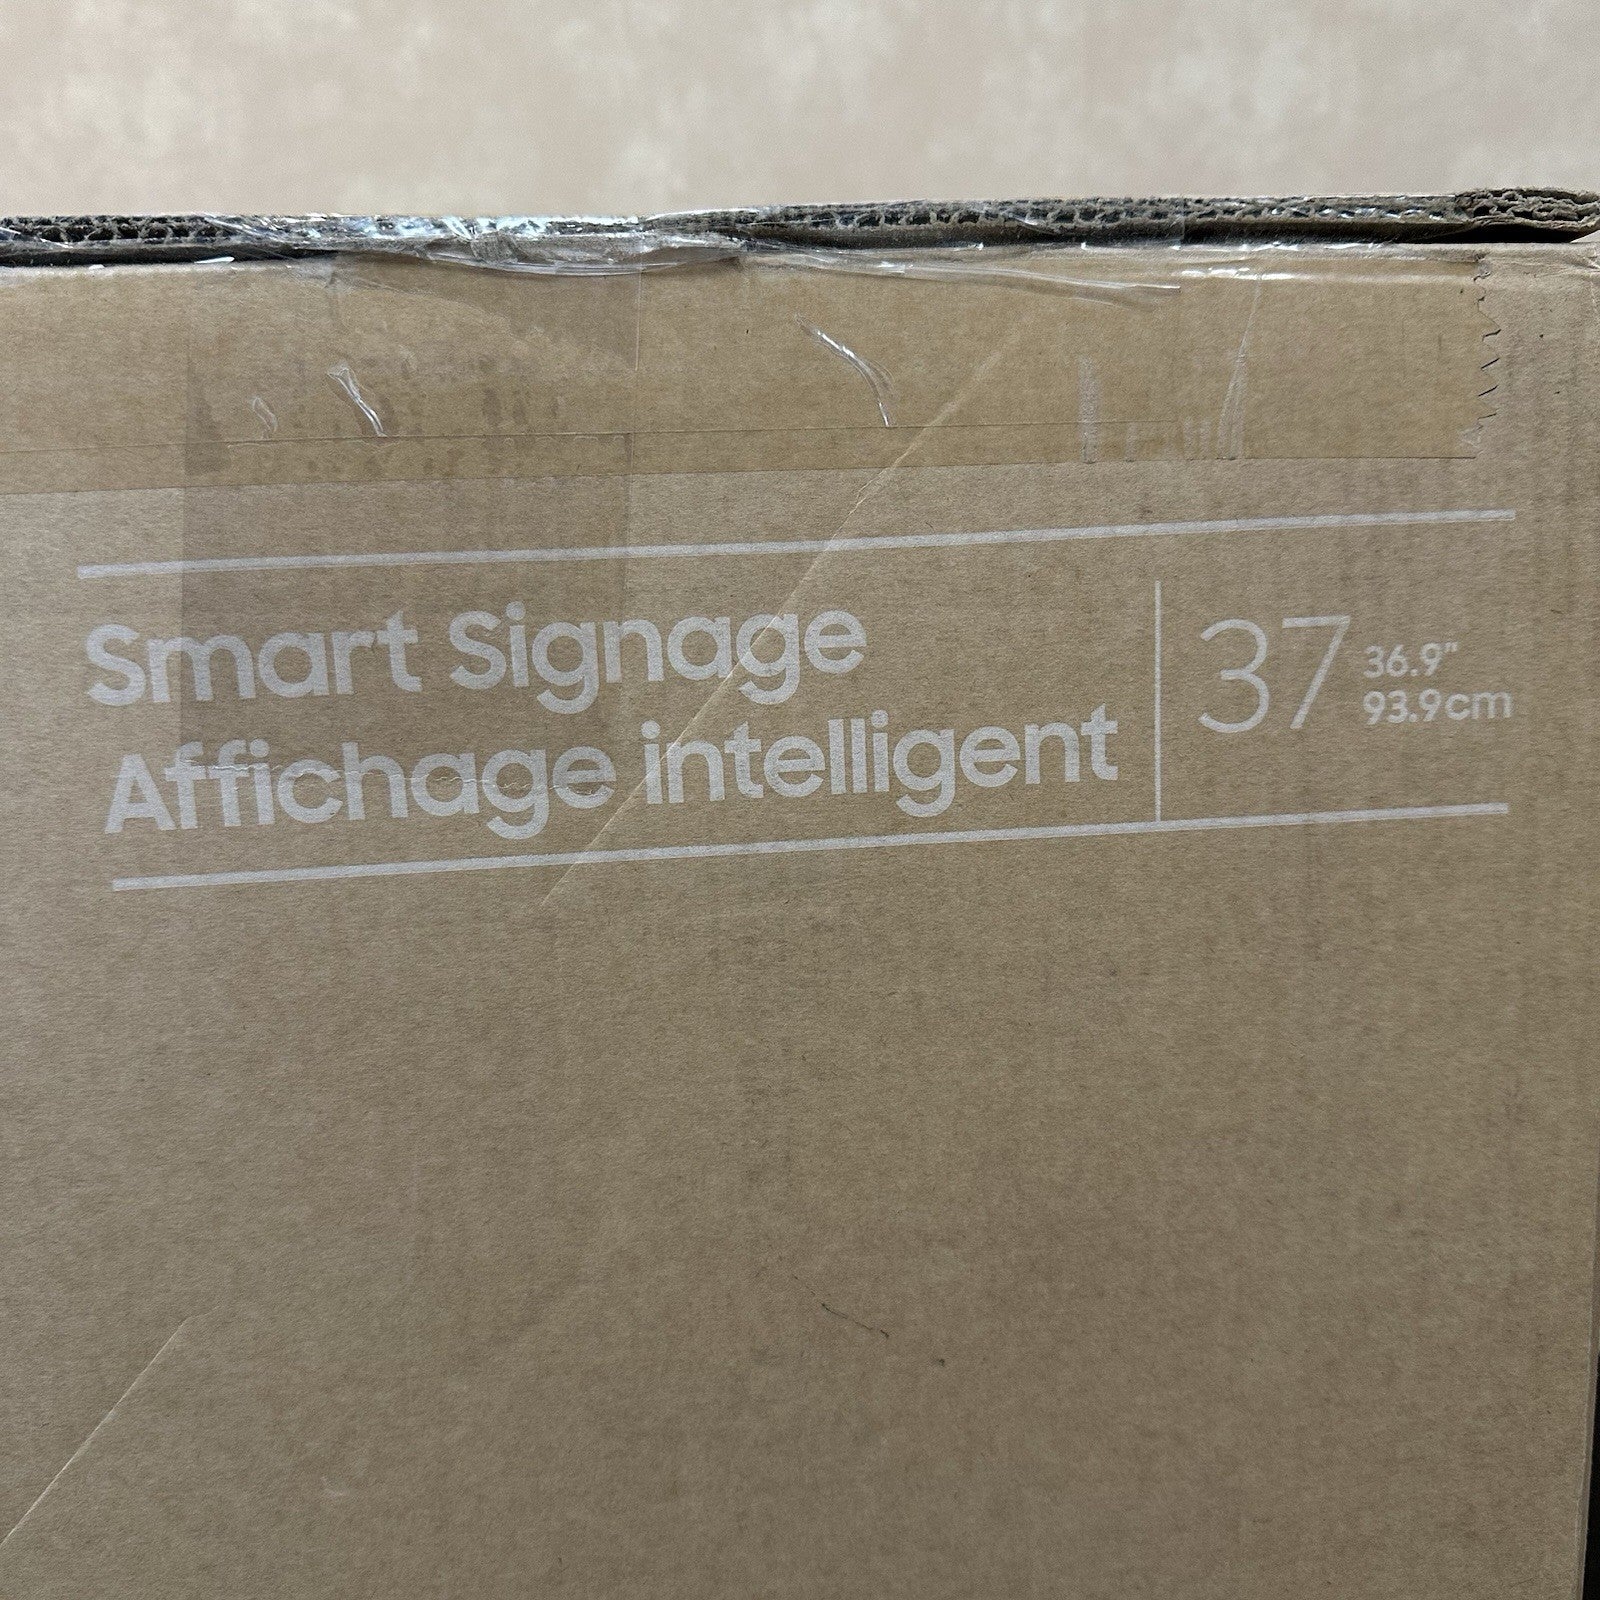 Smart Signage
Affichage intelligent
37
36.9"
93.9cm